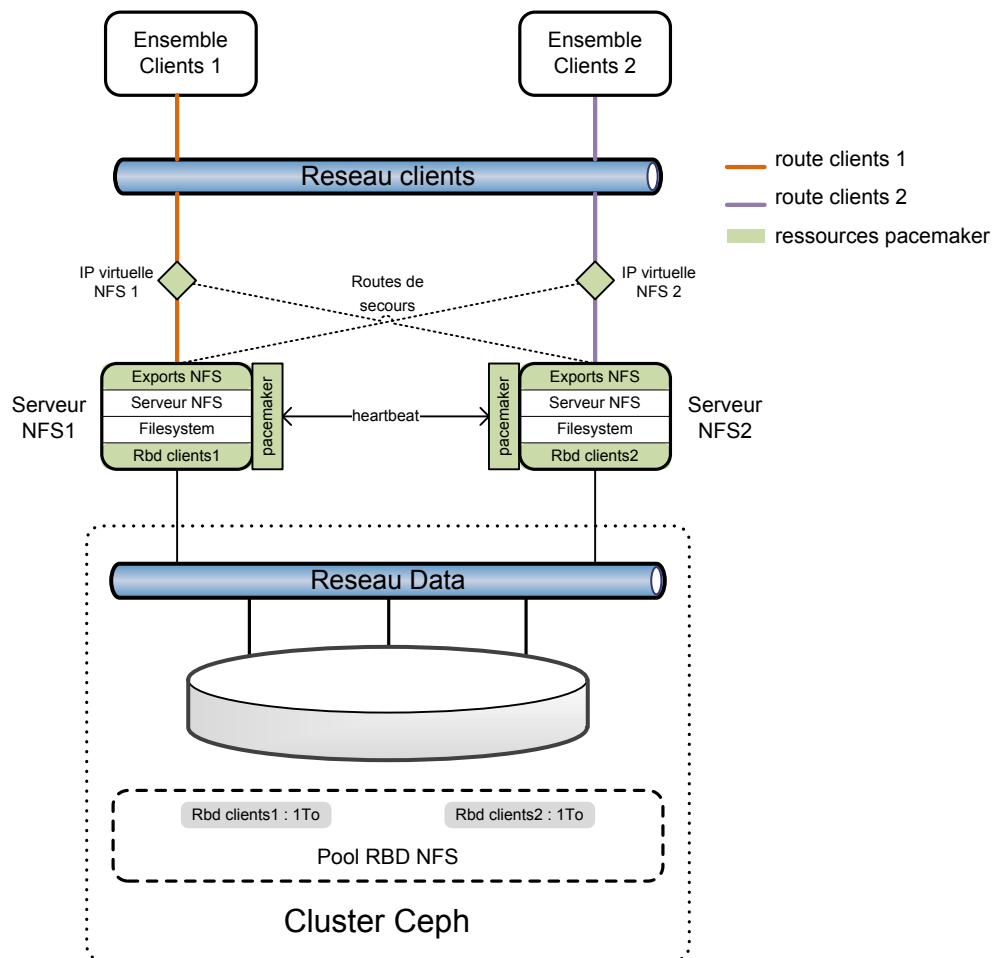 Ensemble
Clients 1
Ensemble
Clients 2
Reseau clients
route clients 1
route clients 2
ressources pacemaker
IP virtuelle
NFS 1
Routes de
secours
IP virtuelle
NFS 2
Serveur
NFS1
Exports NFS
Serveur NFS
Filesystem
Rbd clients1
pacemaker
heartbeat
pacemaker
Exports NFS
Serveur NFS
Filesystem
Rbd clients2
Serveur
NFS2
Reseau Data
Rbd clients1 : 1To
Rbd clients2 : 1To
Pool RBD NFS
Cluster Ceph